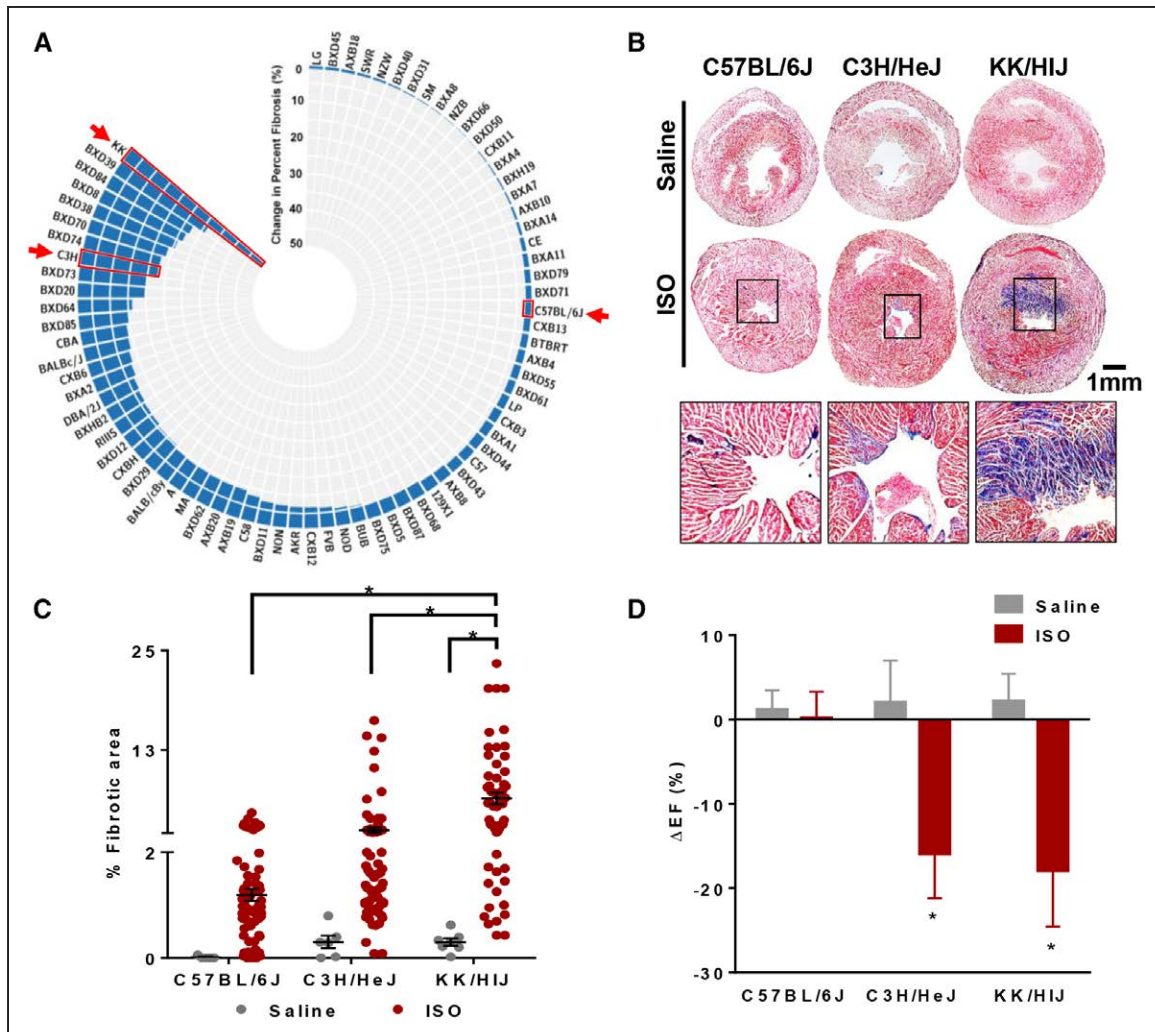 A
Change in Percent Fibrosis (%)
0
10
20
30
40
50
LG
BXD45
AXB18
SWR
NZW
BXD40
BXD31
SM
BXA8
NZB
BXD66
BXD50
CXB11
BXA4
BXH19
BXA7
AXB10
BXA14
CE
BXA11
BXD79
BXD71
C57BL/6J
CXB13
BTBRT
AXB4
BXD55
BXD61
LP
CXB3
BXA1
BXD44
C57
BXD43
AXB8
129X1
BXD68
BXD87
BXD5
BXD75
BUB
NOD
FVB
CXB12
AKR
NON
BXD11
C58
AXB19
AXB20
BXD62
MA
A
BALB/cBy
BXD29
CXBH
BXD12
RIIIS
BXHB2
DBA/2J
BXA2
CXB6
BALBc/J
CBA
BXD85
BXD64
BXD20
BXD73
C3H
BXD74
BXD70
BXD38
BXD8
BXD84
BXD39
KK
B
C57BL/6J C3H/HeJ KK/HIJ
Saline
ISO
1mm
C
% Fibrotic area
25
13
2
0
* * *
C57BL/6J C3H/HeJ KK/HIJ
Saline ISO
D
Saline
ISO
ΔEF (%)
10
0
-10
-20
-30
* *
C57BL/6J C3H/HeJ KK/HIJ